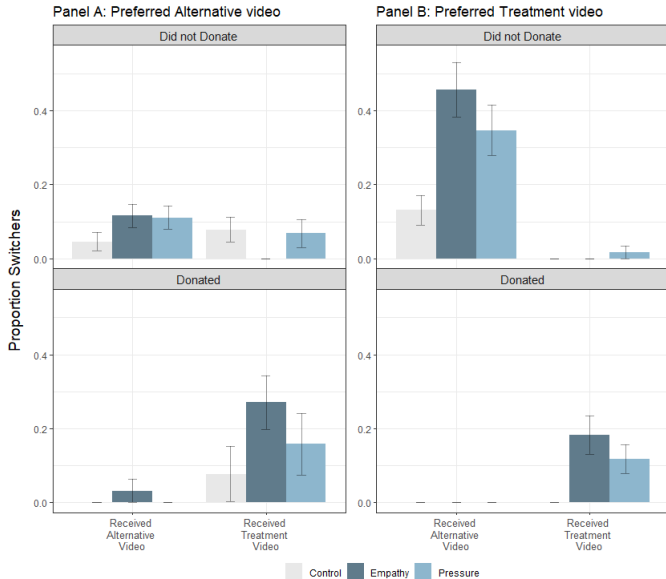 Panel A: Preferred Alternative video
Panel B: Preferred Treatment video
Did not Donate
Did not Donate
0.4
0.2
0.0
0.4
0.2
0.0
Proportion Switchers
Donated
Donated
0.4
0.2
0.0
0.4
0.2
0.0
Received
Alternative
Video
Received
Treatment
Video
Received
Alternative
Video
Received
Treatment
Video
Control Empathy Pressure